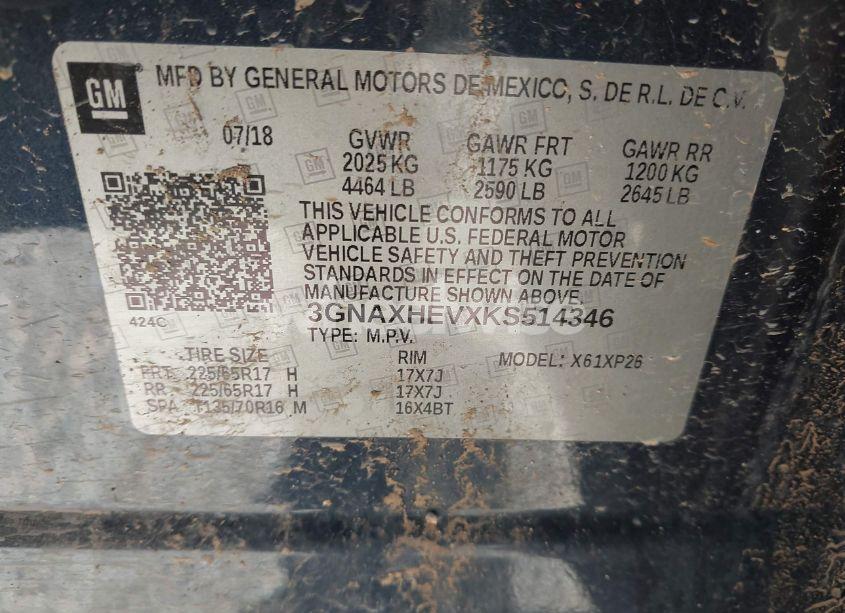 GM MFD BY GENERAL MOTORS DE MEXICO, S. DE R.L. DE C.V.
07/18 GVWR GAWR FRT GAWR RR
2025 KG 1175 KG 1200 KG
4464 LB 2590 LB 2645 LB
THIS VEHICLE CONFORMS TO ALL
APPLICABLE U.S. FEDERAL MOTOR
VEHICLE SAFETY AND THEFT PREVENTION
STANDARDS IN EFFECT ON THE DATE OF
MANUFACTURE SHOWN ABOVE.
424C 3GNAXHEVXKS514346
TYPE: M.P.V.
TIRE SIZE RIM MODEL: X61XP26
FRT 225/65R17 H 17X7J
RR 225/65R17 H 17X7J
SPA T135/70R16 M 16X4BT